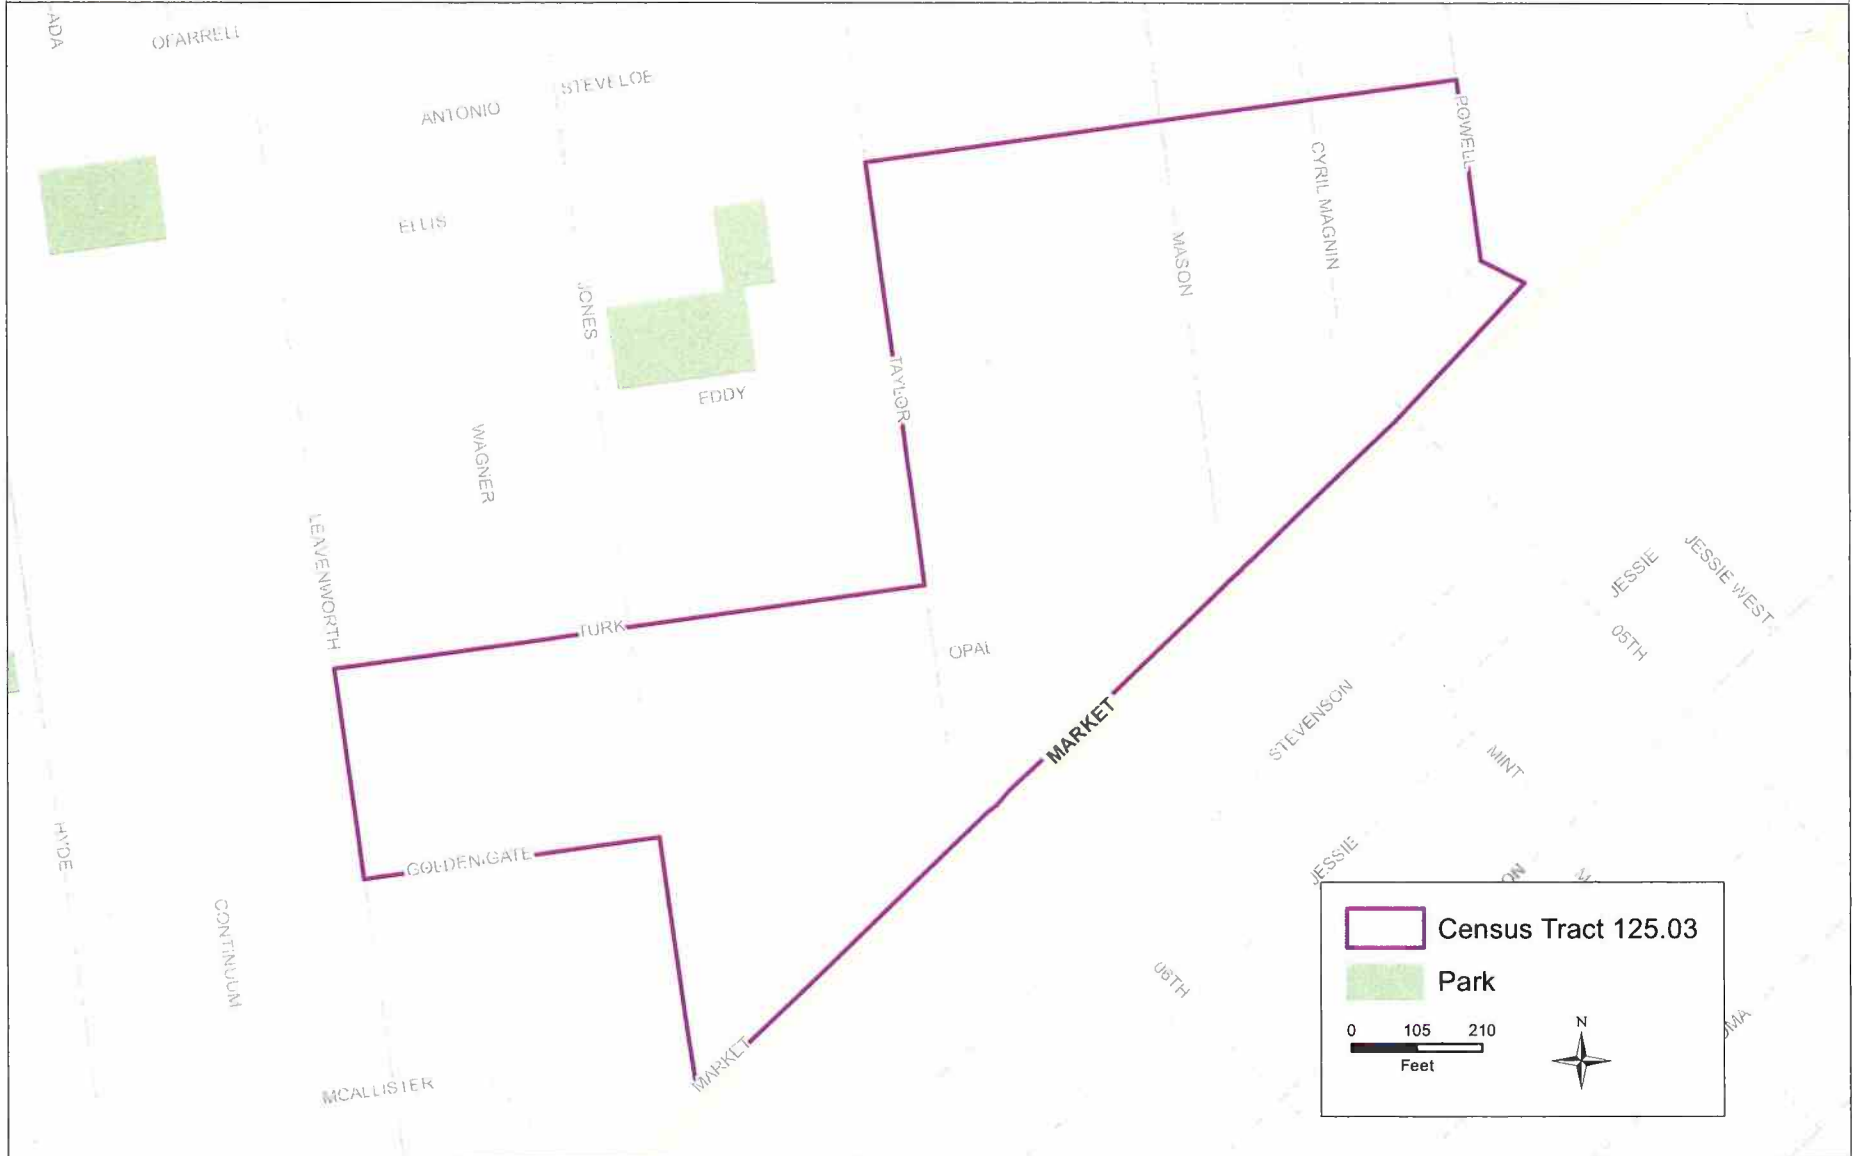 ADA
OFARRELL
STEVELOE
ANTONIO
ELLIS
JONES
EDDY
WAGNER
TAYLOR
MASON
CYRIL MAGNIN
POWELL
LEAVENWORTH
TURK
OPAL
JESSIE
JESSIE WEST
05TH
STEVENSON
MARKET
MINT
HYDE
GOLDEN GATE
JESSIE
CONTINUUM
06TH
MARKET
MCALLISTER
Census Tract 125.03
Park
0 105 210
Feet
N